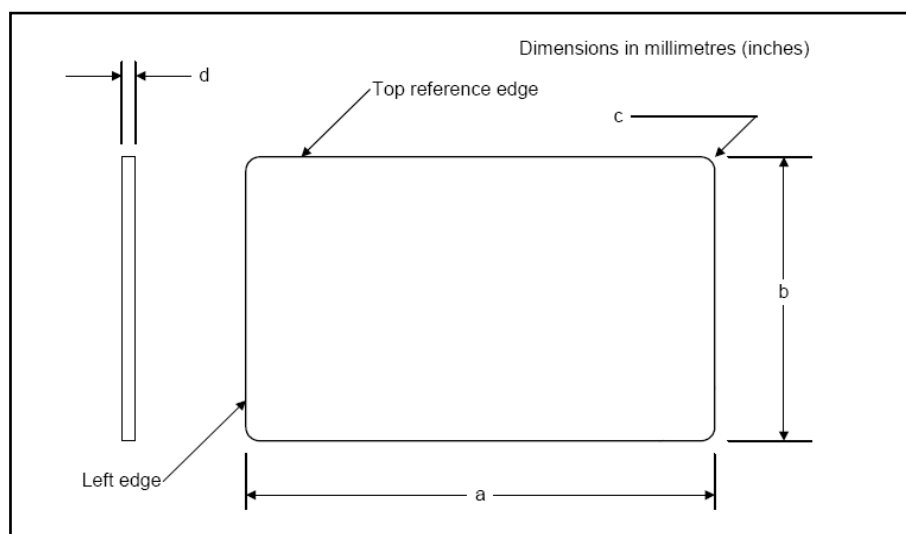 Dimensions in millimetres (inches)
d
Top reference edge
c
b
Left edge
a